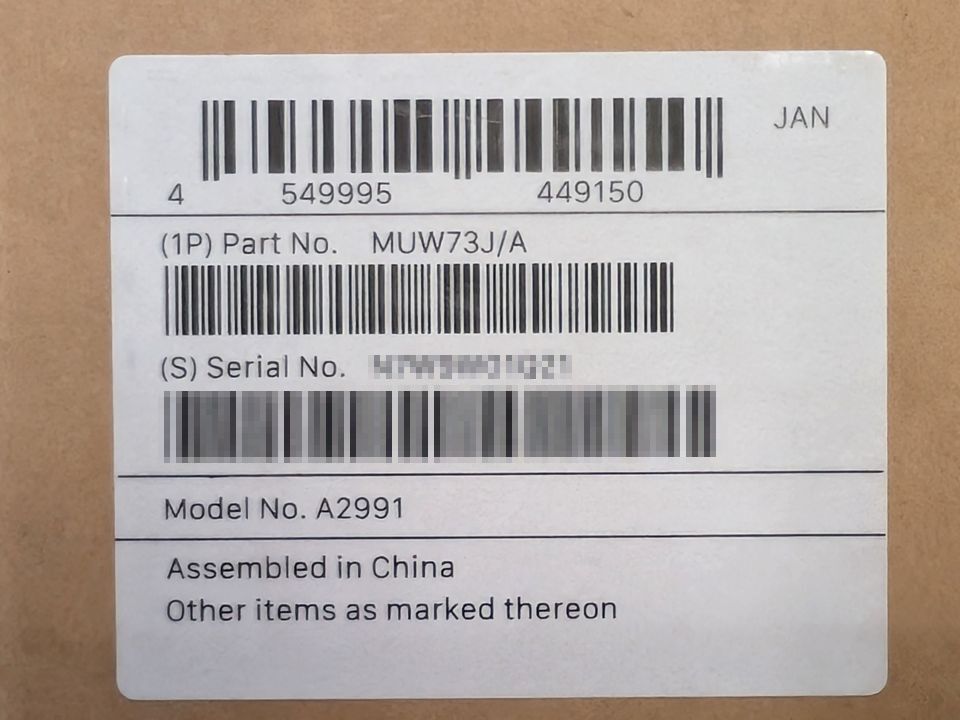 JAN
4 549995 449150
(1P) Part No. MUW73J/A
(S) Serial No.
Model No. A2991
Assembled in China
Other items as marked thereon